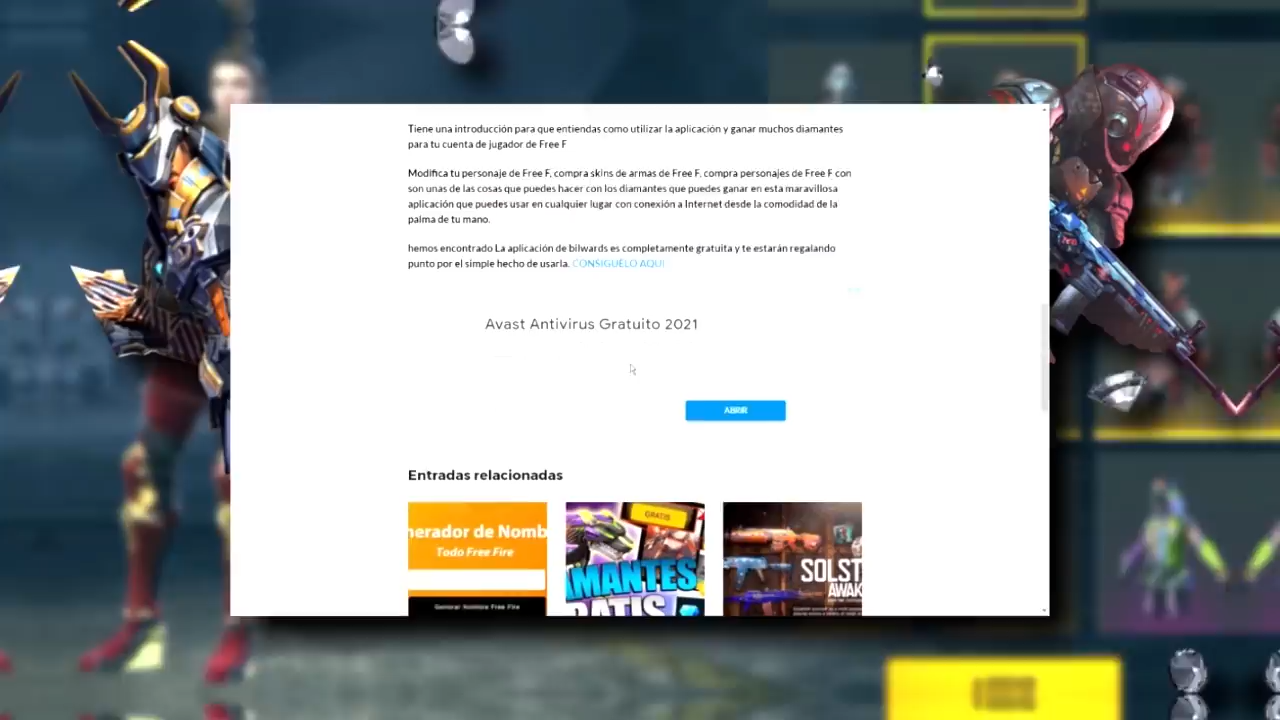 Tiene una introducción para que entiendas como utilizar la aplicación y ganar muchos diamantes
para tu cuenta de jugador de Free F
Modifica tu personaje de Free F, compra skins de armas de Free F, compra personajes de Free F con
son unas de las cosas que puedes hacer con los diamantes que puedes ganar en esta maravillosa
aplicación que puedes usar en cualquier lugar con conexión a Internet desde la comodidad de la
palma de tu mano.
hemos encontrado La aplicación de bilwards es completamente gratuita y te estarán regalando
punto por el simple hecho de usarla. CONSIGUELO AQUI
Avast Antivirus Gratuito 2021
ABRIR
Entradas relacionadas
nerador de Nomb
Todo Free Fire
Generar Nombre Free Fire
GRATIS
AMANTES
RATIS
SOLST
AWAK